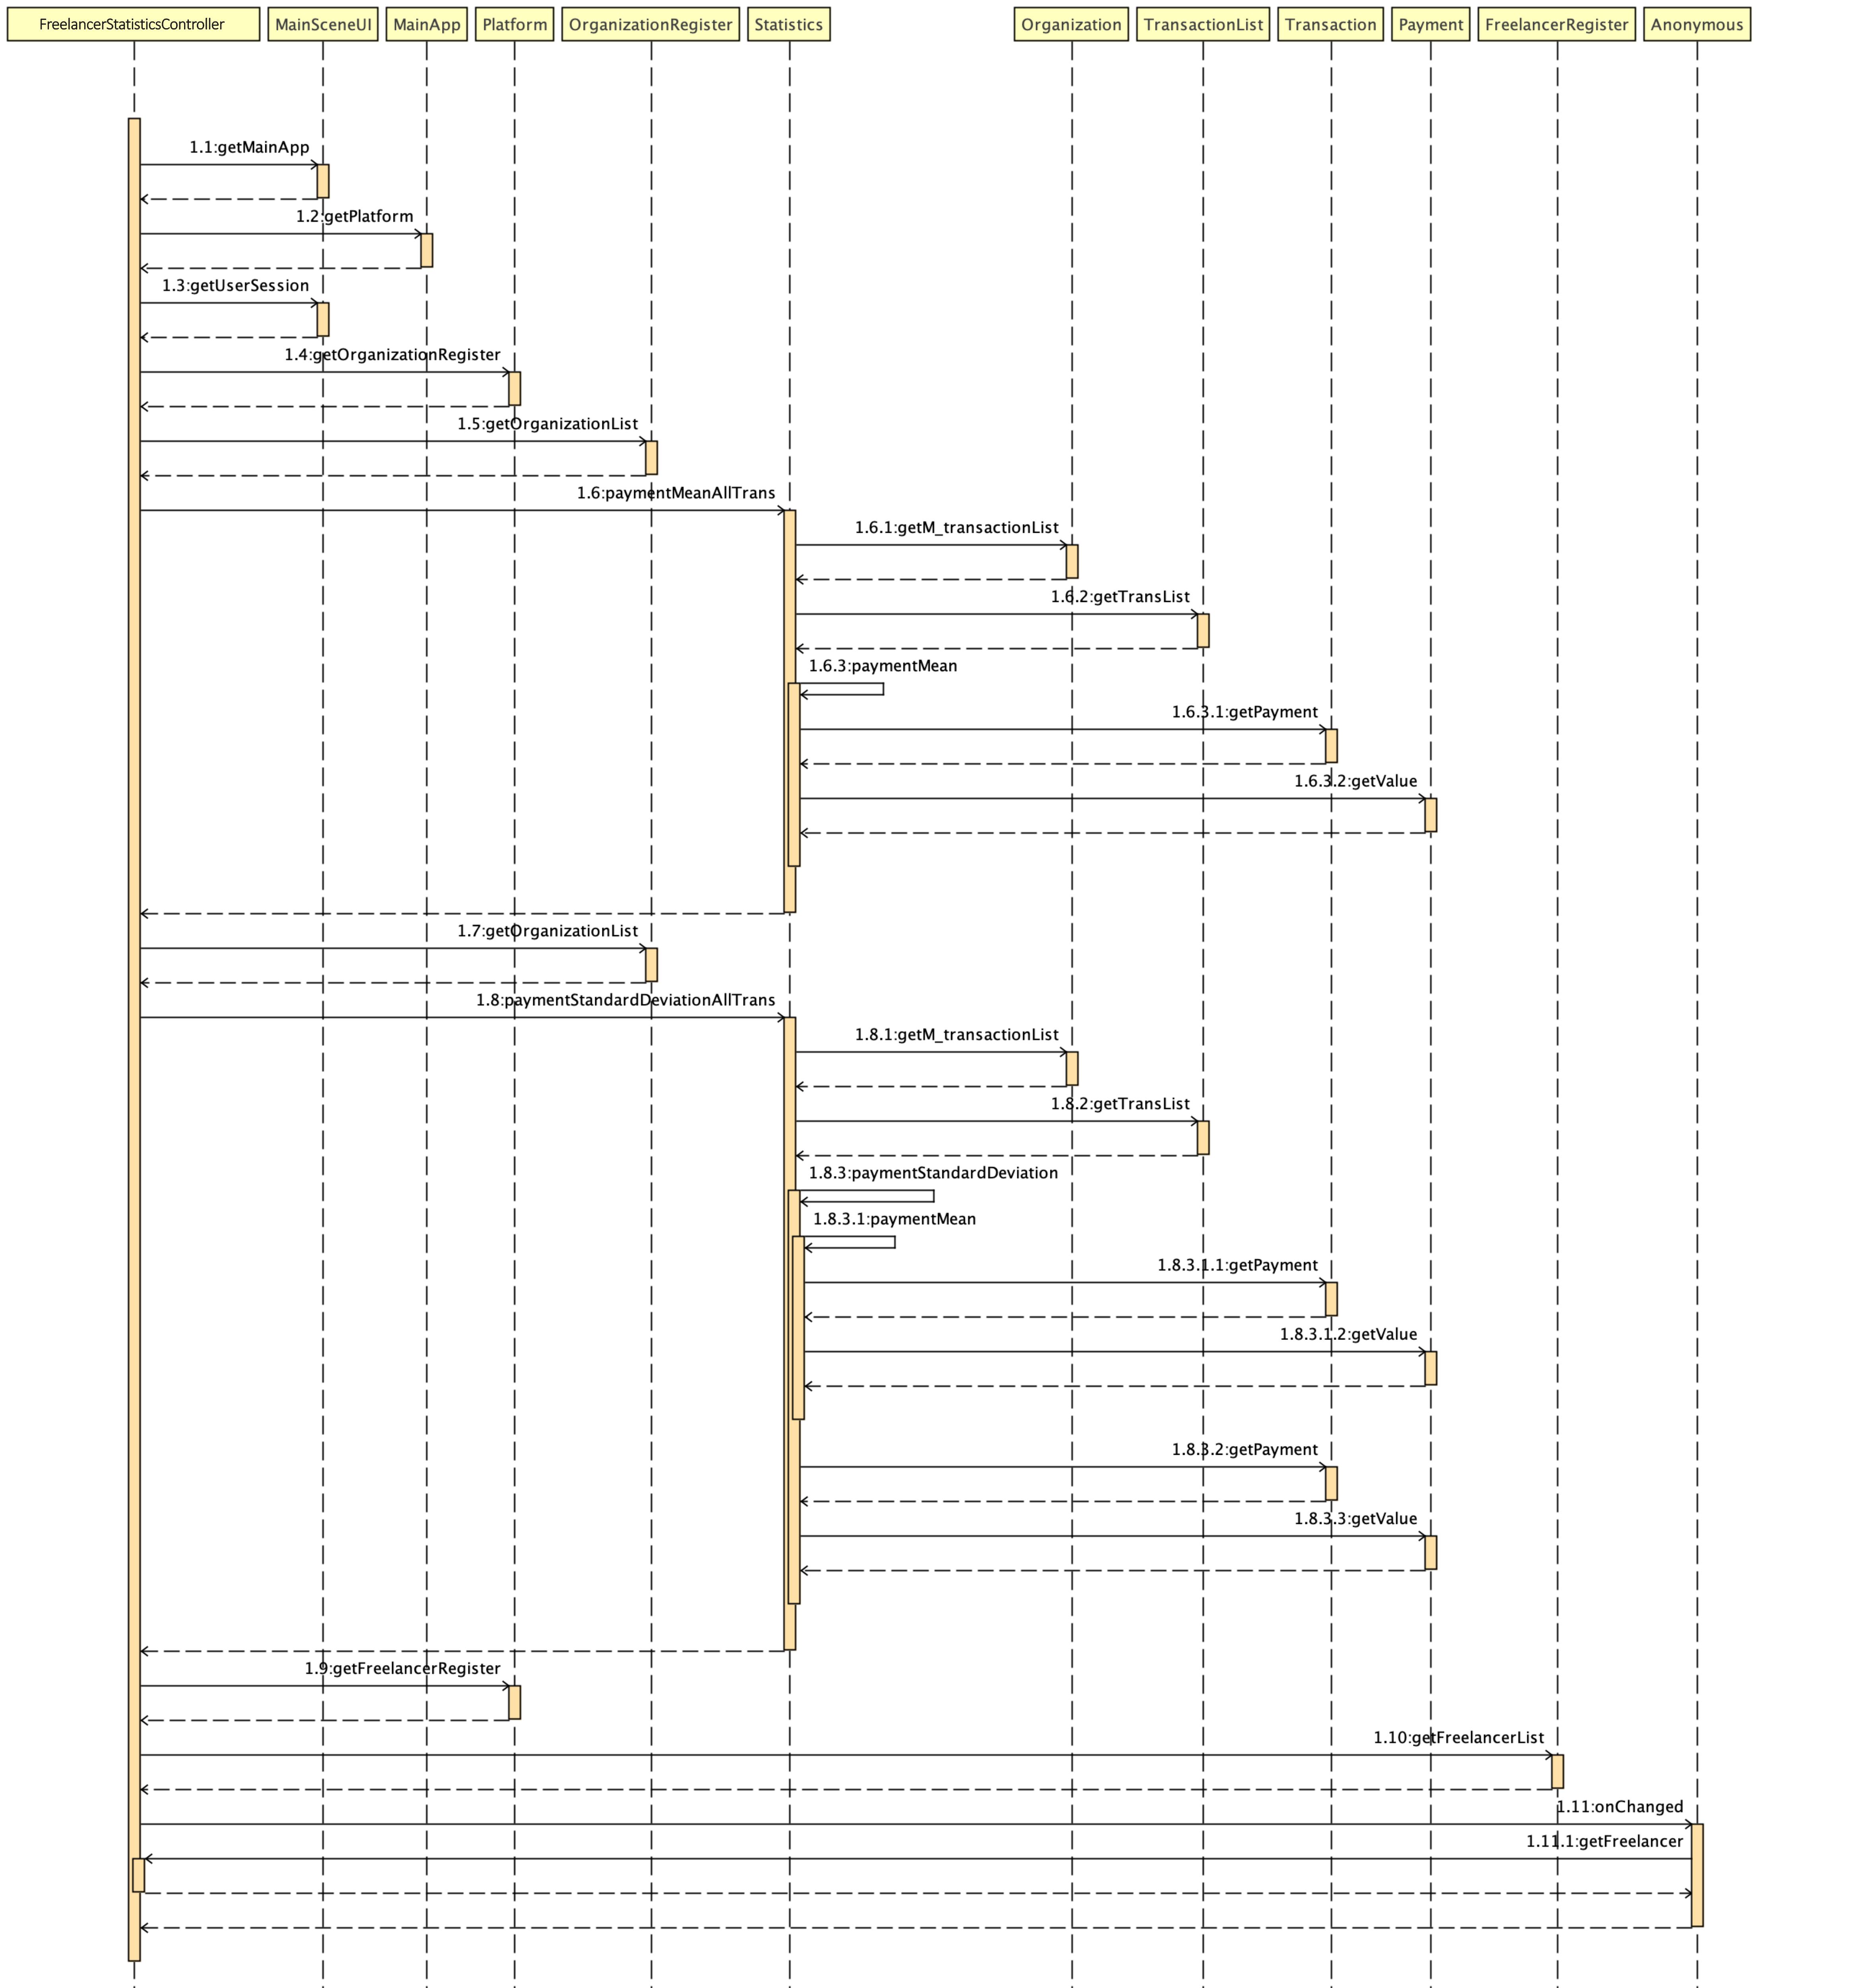 FreelancerStatisticsController
MainSceneUI
MainApp
Platform
OrganizationRegister
Statistics
Organization
TransactionList
Transaction
Payment
FreelancerRegister
Anonymous
1.1:getMainApp
1.2:getPlatform
1.3:getUserSession
1.4:getOrganizationRegister
1.5:getOrganizationList
1.6:paymentMeanAllTrans
1.6.1:getM_transactionList
1.6.2:getTransList
1.6.3:paymentMean
1.6.3.1:getPayment
1.6.3.2:getValue
1.7:getOrganizationList
1.8:paymentStandardDeviationAllTrans
1.8.1:getM_transactionList
1.8.2:getTransList
1.8.3:paymentStandardDeviation
1.8.3.1:paymentMean
1.8.3.1.1:getPayment
1.8.3.1.2:getValue
1.8.3.2:getPayment
1.8.3.3:getValue
1.9:getFreelancerRegister
1.10:getFreelancerList
1.11:onChanged
1.11.1:getFreelancer